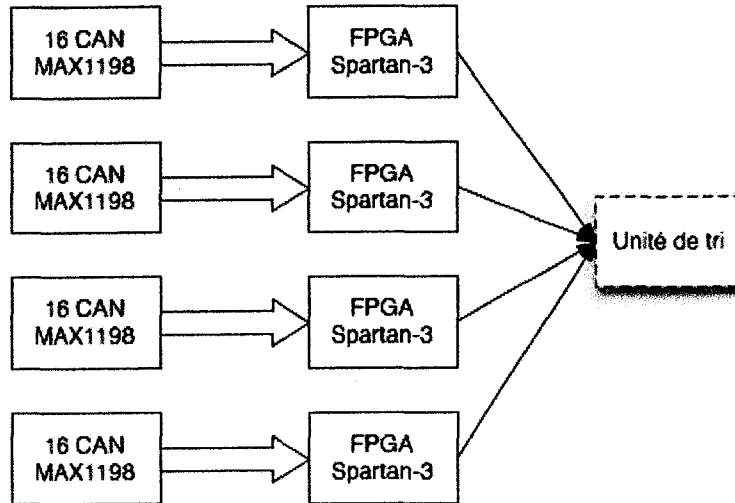 16 CAN
MAX1198
FPGA
Spartan-3
16 CAN
MAX1198
FPGA
Spartan-3
Unité de tri
16 CAN
MAX1198
FPGA
Spartan-3
16 CAN
MAX1198
FPGA
Spartan-3